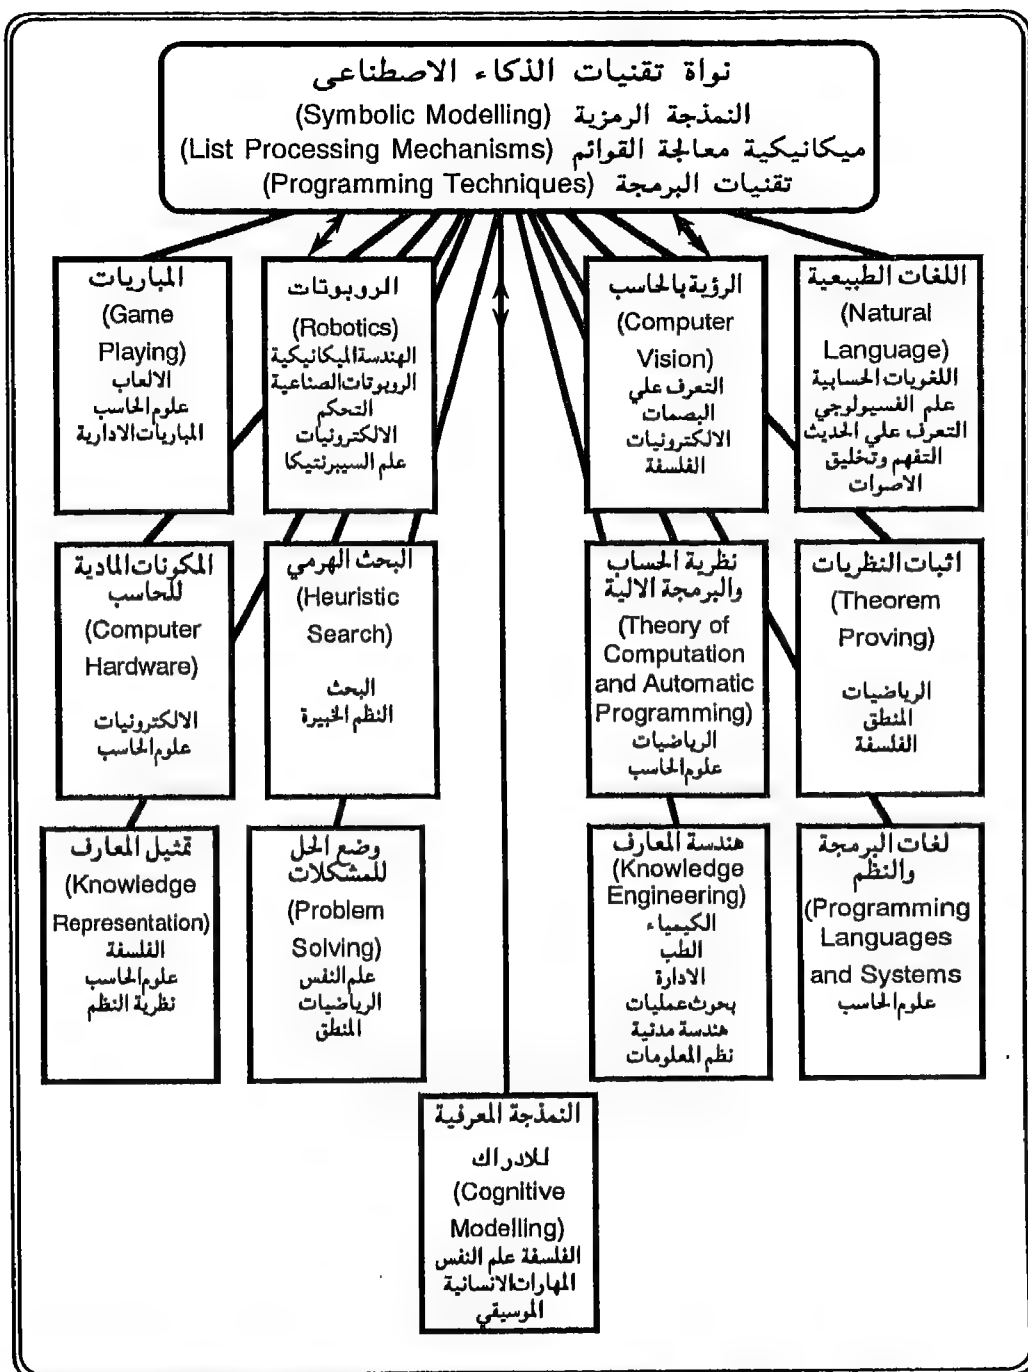 نواة تقنيات الذكاء الاصطناعى
النمذجة الرمزية (Symbolic Modelling)
ميكانيكية معالجة القوائم (List Processing Mechanisms)
تقنيات البرمجة (Programming Techniques)
اللغات الطبيعية
(Natural
Language)
اللغويات الحسابية
علم الفسيولوجي
التعرف علي الحديث
التفهم وتخليق
الاصوات
الرؤية بالحاسب
(Computer
Vision)
التعرف علي
البصمات
الالكترونيات
الفلسفة
الروبوتات
(Robotics)
الهندسة الميكانيكية
الروبوتات الصناعية
التحكم
الالكترونيات
علم السيبرنتيكا
المباريات
(Game
Playing)
الالعاب
علوم الحاسب
المباريات الادارية
اثبات النظريات
(Theorem
Proving)
الرياضيات
المنطق
الفلسفة
نظرية الحساب
والبرمجة الالية
(Theory of
Computation
and Automatic
Programming)
الرياضيات
علوم الحاسب
البحث الهرمي
(Heuristic
Search)
البحث
النظم الخبيرة
المكونات المادية
للحاسب
(Computer
Hardware)
الالكترونيات
علوم الحاسب
لغات البرمجة
والنظم
(Programming
Languages
and Systems
علوم الحاسب
هندسة المعارف
(Knowledge
Engineering)
الكيمياء
الطب
الادارة
بحوث عمليات
هندسة مدنية
نظم المعلومات
وضع الحل
للمشكلات
(Problem
Solving)
علم النفس
الرياضيات
المنطق
تمثيل المعارف
(Knowledge
Representation)
الفلسفة
علوم الحاسب
نظرية النظم
النمذجة المعرفية
للادراك
(Cognitive
Modelling)
الفلسفة علم النفس
المهارات الانسانية
الموسيقي